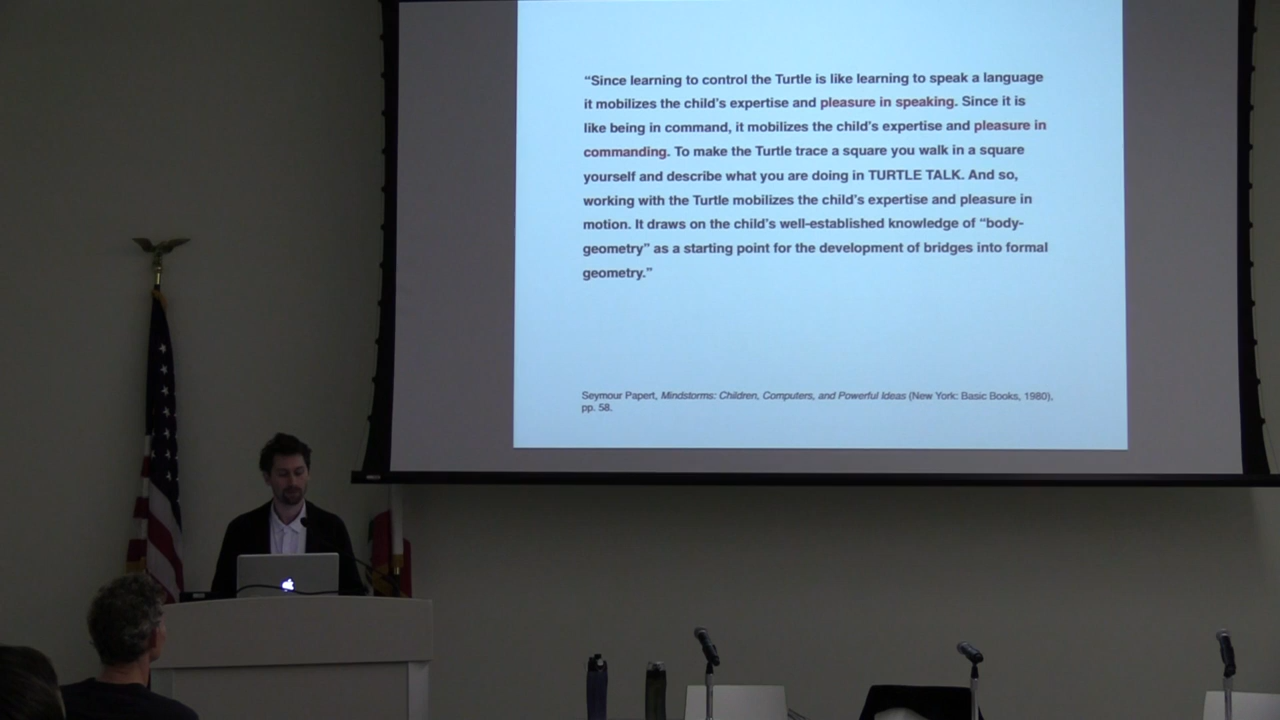 “Since learning to control the Turtle is like learning to speak a language
it mobilizes the child’s expertise and pleasure in speaking. Since it is
like being in command, it mobilizes the child’s expertise and pleasure in
commanding. To make the Turtle trace a square you walk in a square
yourself and describe what you are doing in TURTLE TALK. And so,
working with the Turtle mobilizes the child’s expertise and pleasure in
motion. It draws on the child’s well-established knowledge of “body-
geometry” as a starting point for the development of bridges into formal
geometry.”
Seymour Papert, Mindstorms: Children, Computers, and Powerful Ideas (New York: Basic Books, 1980),
pp. 58.